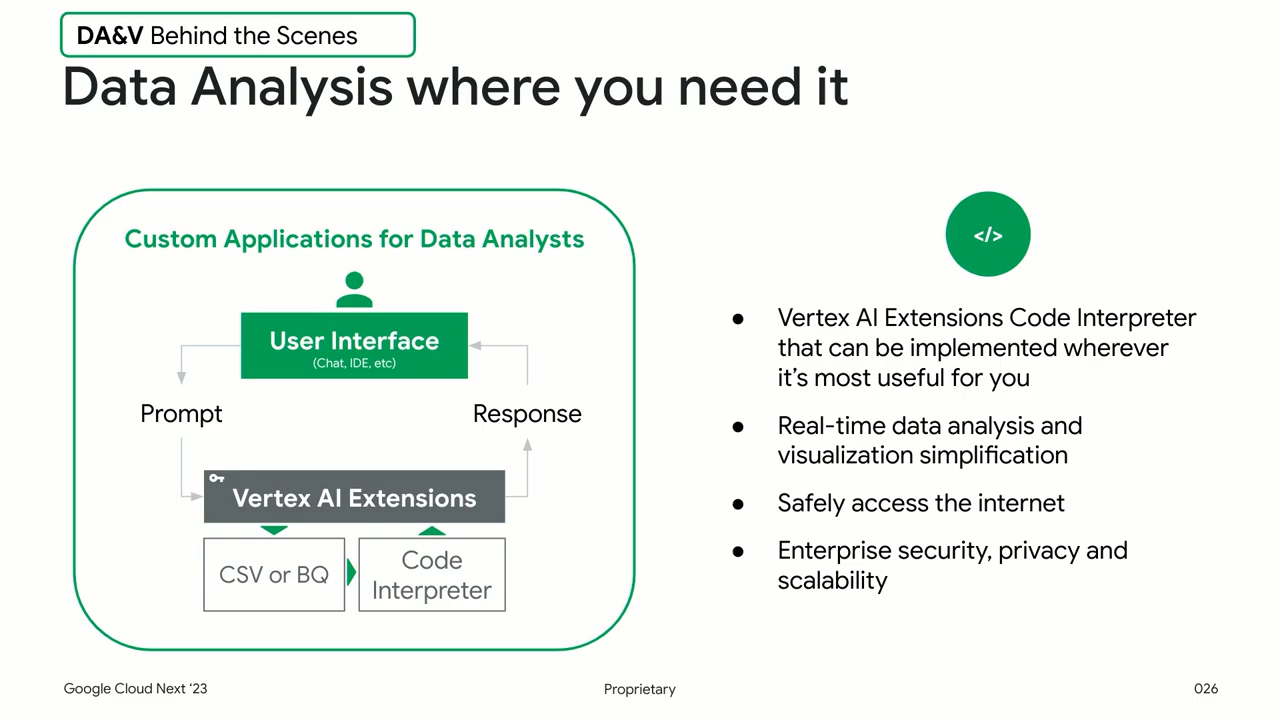 DA&V Behind the Scenes
Data Analysis where you need it
Custom Applications for Data Analysts
User Interface
(Chat, IDE, etc)
Prompt
Response
Vertex AI Extensions
CSV or BQ
Code
Interpreter
</>
● Vertex AI Extensions Code Interpreter
that can be implemented wherever
it’s most useful for you
● Real-time data analysis and
visualization simplification
● Safely access the internet
● Enterprise security, privacy and
scalability
Google Cloud Next ‘23
Proprietary
026